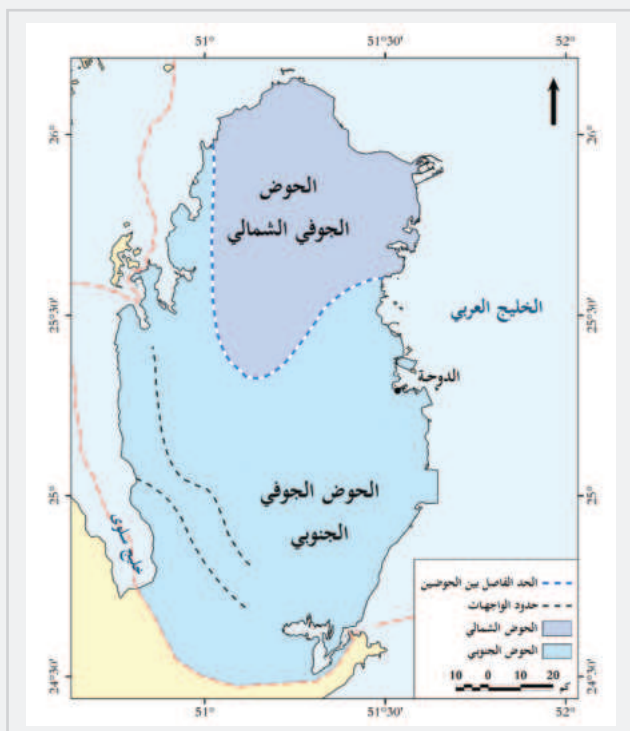 51°
51°30'
52°
26°
26°
الحوض
الجوفي الشمالي
25°30'
25°30'
الخليج العربي
الدوحة
25°
25°
الحوض الجوفي
الجنوبي
خليج سلوى
الحد الفاصل بين الحوضين
حدود الواجهات
الحوض الشمالي
الحوض الجنوبي
10 0 10 20
كم
24°30'
24°30'
51°
51°30'
52°